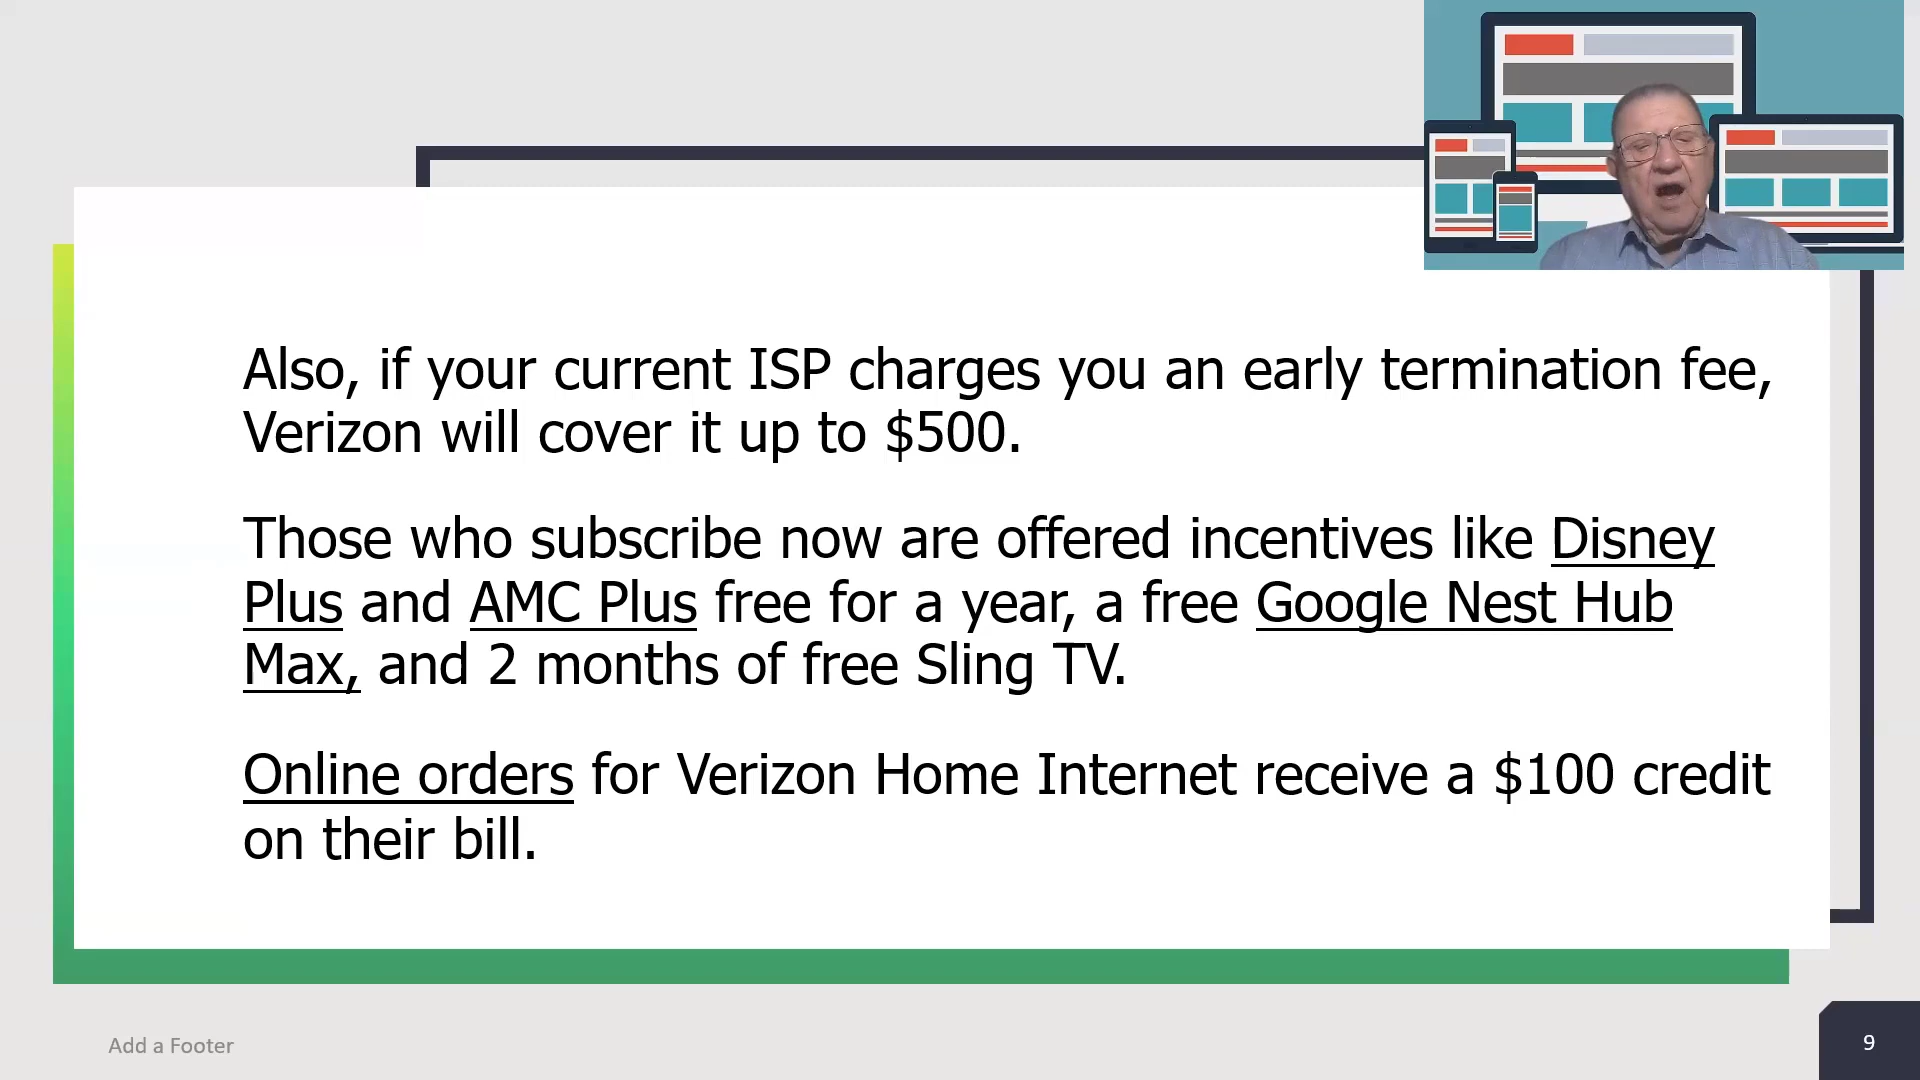 Also, if your current ISP charges you an early termination fee,
Verizon will cover it up to $500.
Those who subscribe now are offered incentives like Disney
Plus and AMC Plus free for a year, a free Google Nest Hub
Max, and 2 months of free Sling TV.
Online orders for Verizon Home Internet receive a $100 credit
on their bill.
Add a Footer
9